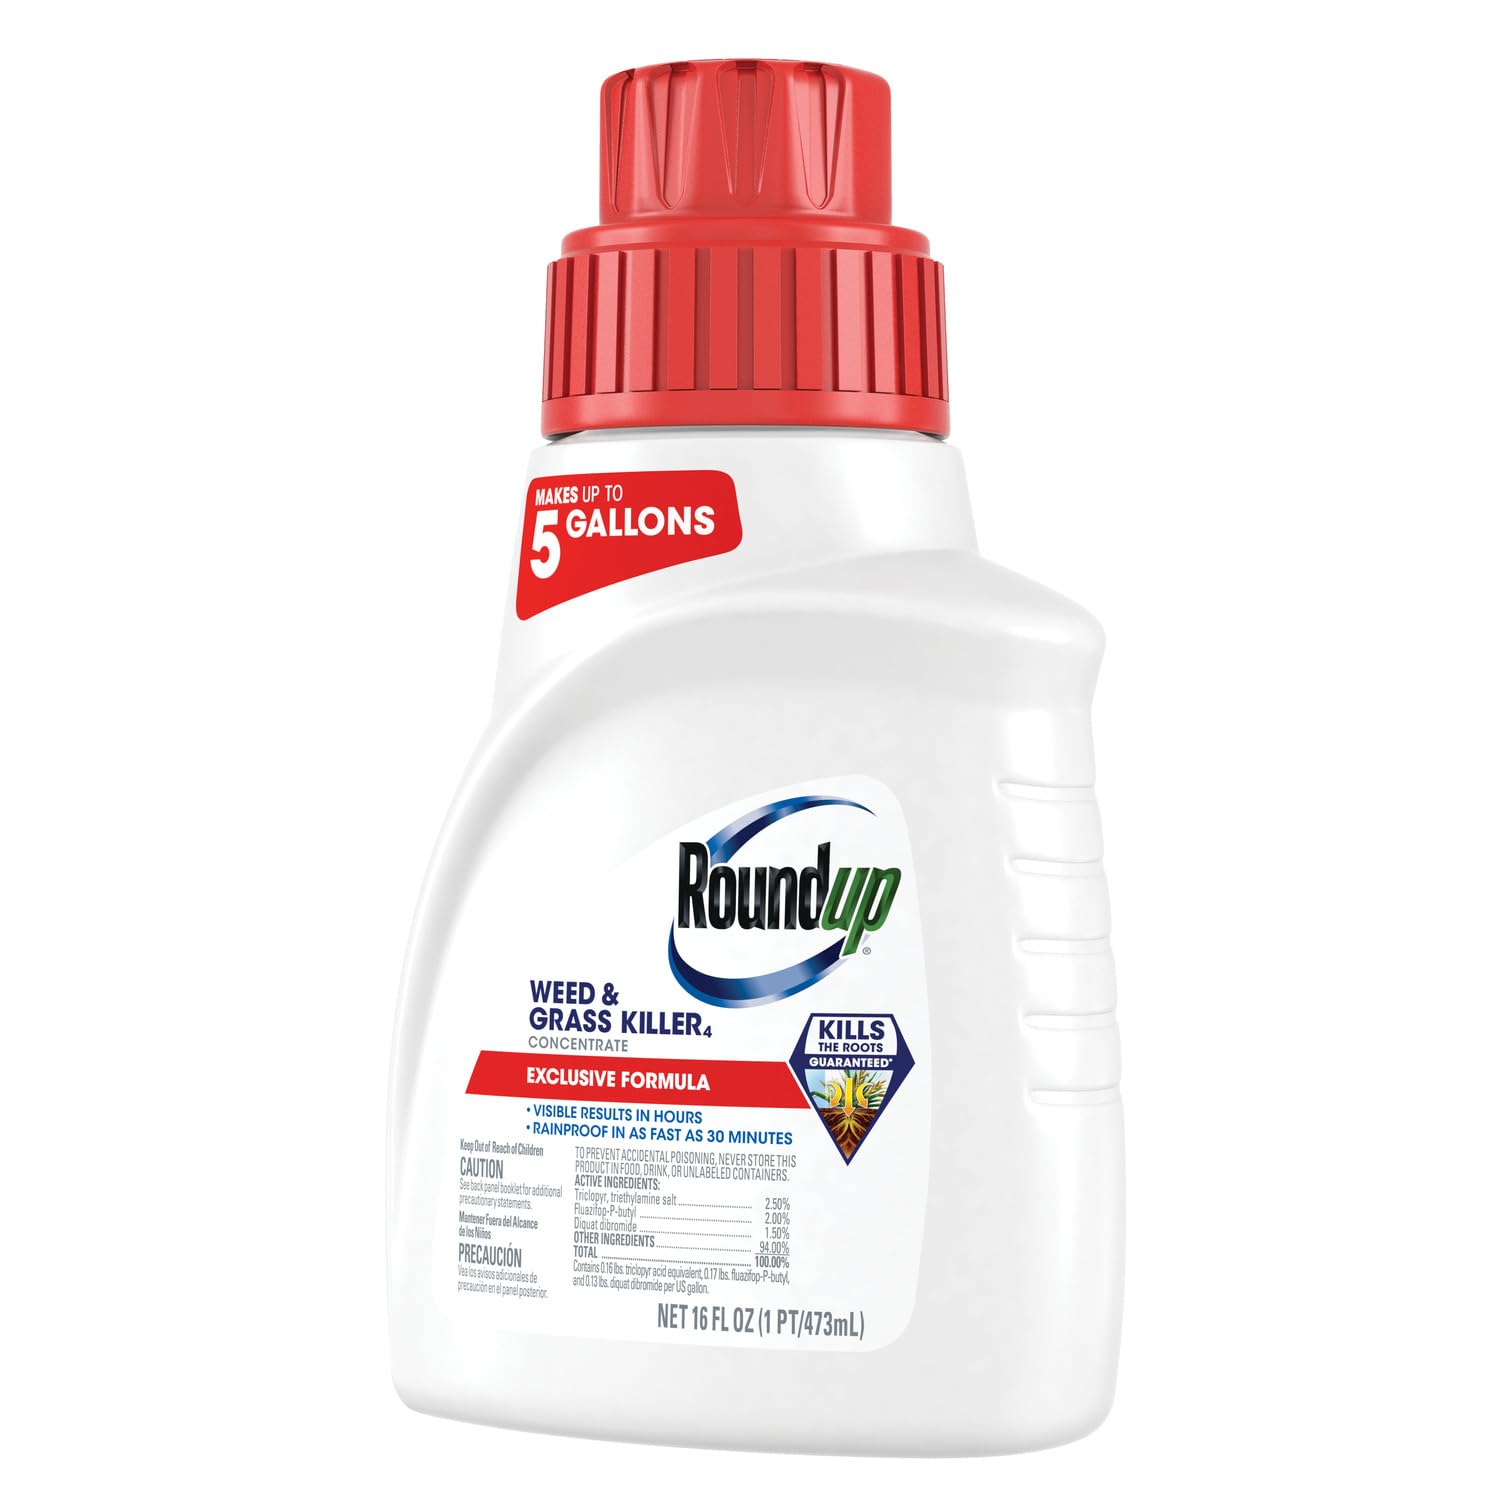 MAKES UP TO
5 GALLONS
Roundup®
WEED &
GRASS KILLER4
CONCENTRATE
KILLS
THE ROOTS
GUARANTEED*
EXCLUSIVE FORMULA
• VISIBLE RESULTS IN HOURS
• RAINPROOF IN AS FAST AS 30 MINUTES
Keep Out of Reach of Children
CAUTION
See back panel booklet for additional
precautionary statements.
Mantener Fuera del Alcance
de los Niños
PRECAUCIÓN
Vea los avisos adicionales de
precaución en el panel posterior.
TO PREVENT ACCIDENTAL POISONING, NEVER STORE THIS
PRODUCT IN FOOD, DRINK, OR UNLABELED CONTAINERS.
ACTIVE INGREDIENTS:
Triclopyr, triethylamine salt 2.50%
Fluazifop-P-butyl 2.00%
Diquat dibromide 1.50%
OTHER INGREDIENTS 94.00%
TOTAL 100.00%
Contains 0.16 lbs. triclopyr acid equivalent, 0.17 lbs. fluazifop-P-butyl,
and 0.13 lbs. diquat dibromide per US gallon.
NET 16 FL OZ (1 PT/473mL)